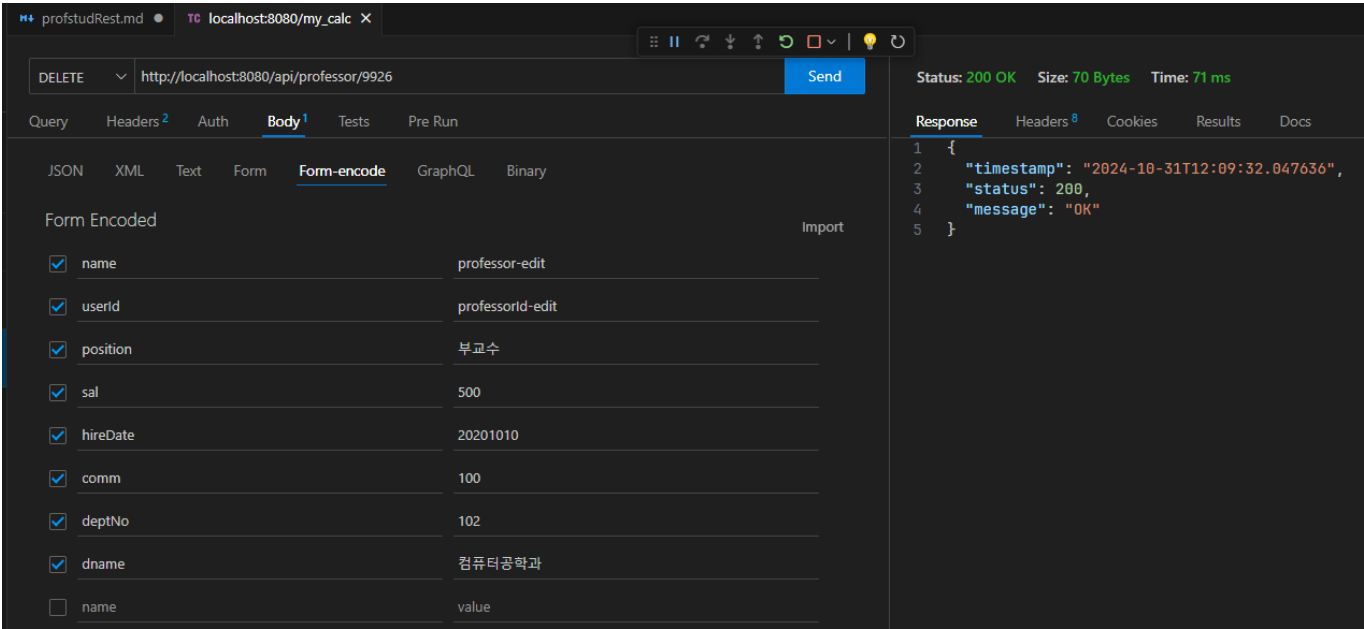 profstudRest.md
TC localhost:8080/my_calc
DELETE http://localhost:8080/api/professor/9926 Send
Status: 200 OK Size: 70 Bytes Time: 71 ms
Query Headers 2 Auth Body 1 Tests Pre Run
Response Headers 8 Cookies Results Docs
JSON XML Text Form Form-encode GraphQL Binary
Form Encoded
Import
name professor-edit
userId professorId-edit
position 부교수
sal 500
hireDate 20201010
comm 100
deptNo 102
dname 컴퓨터공학과
name value
1 {
2 "timestamp": "2024-10-31T12:09:32.047636",
3 "status": 200,
4 "message": "OK"
5 }